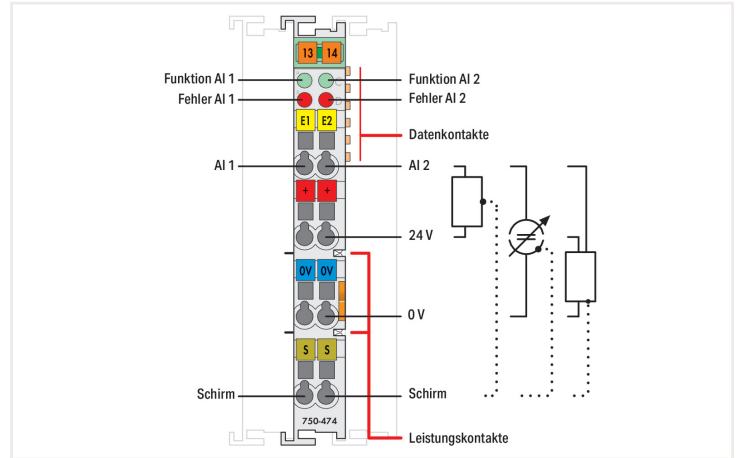 13 14
Funktion AI 1
Funktion AI 2
C
Fehler AI 1
Fehler AI 2
D
E1 E2
Datenkontakte
AI 1
AI 2
+ +
24 V
0V 0V
0 V
S S
Schirm
Schirm
750-474
Leistungskontakte